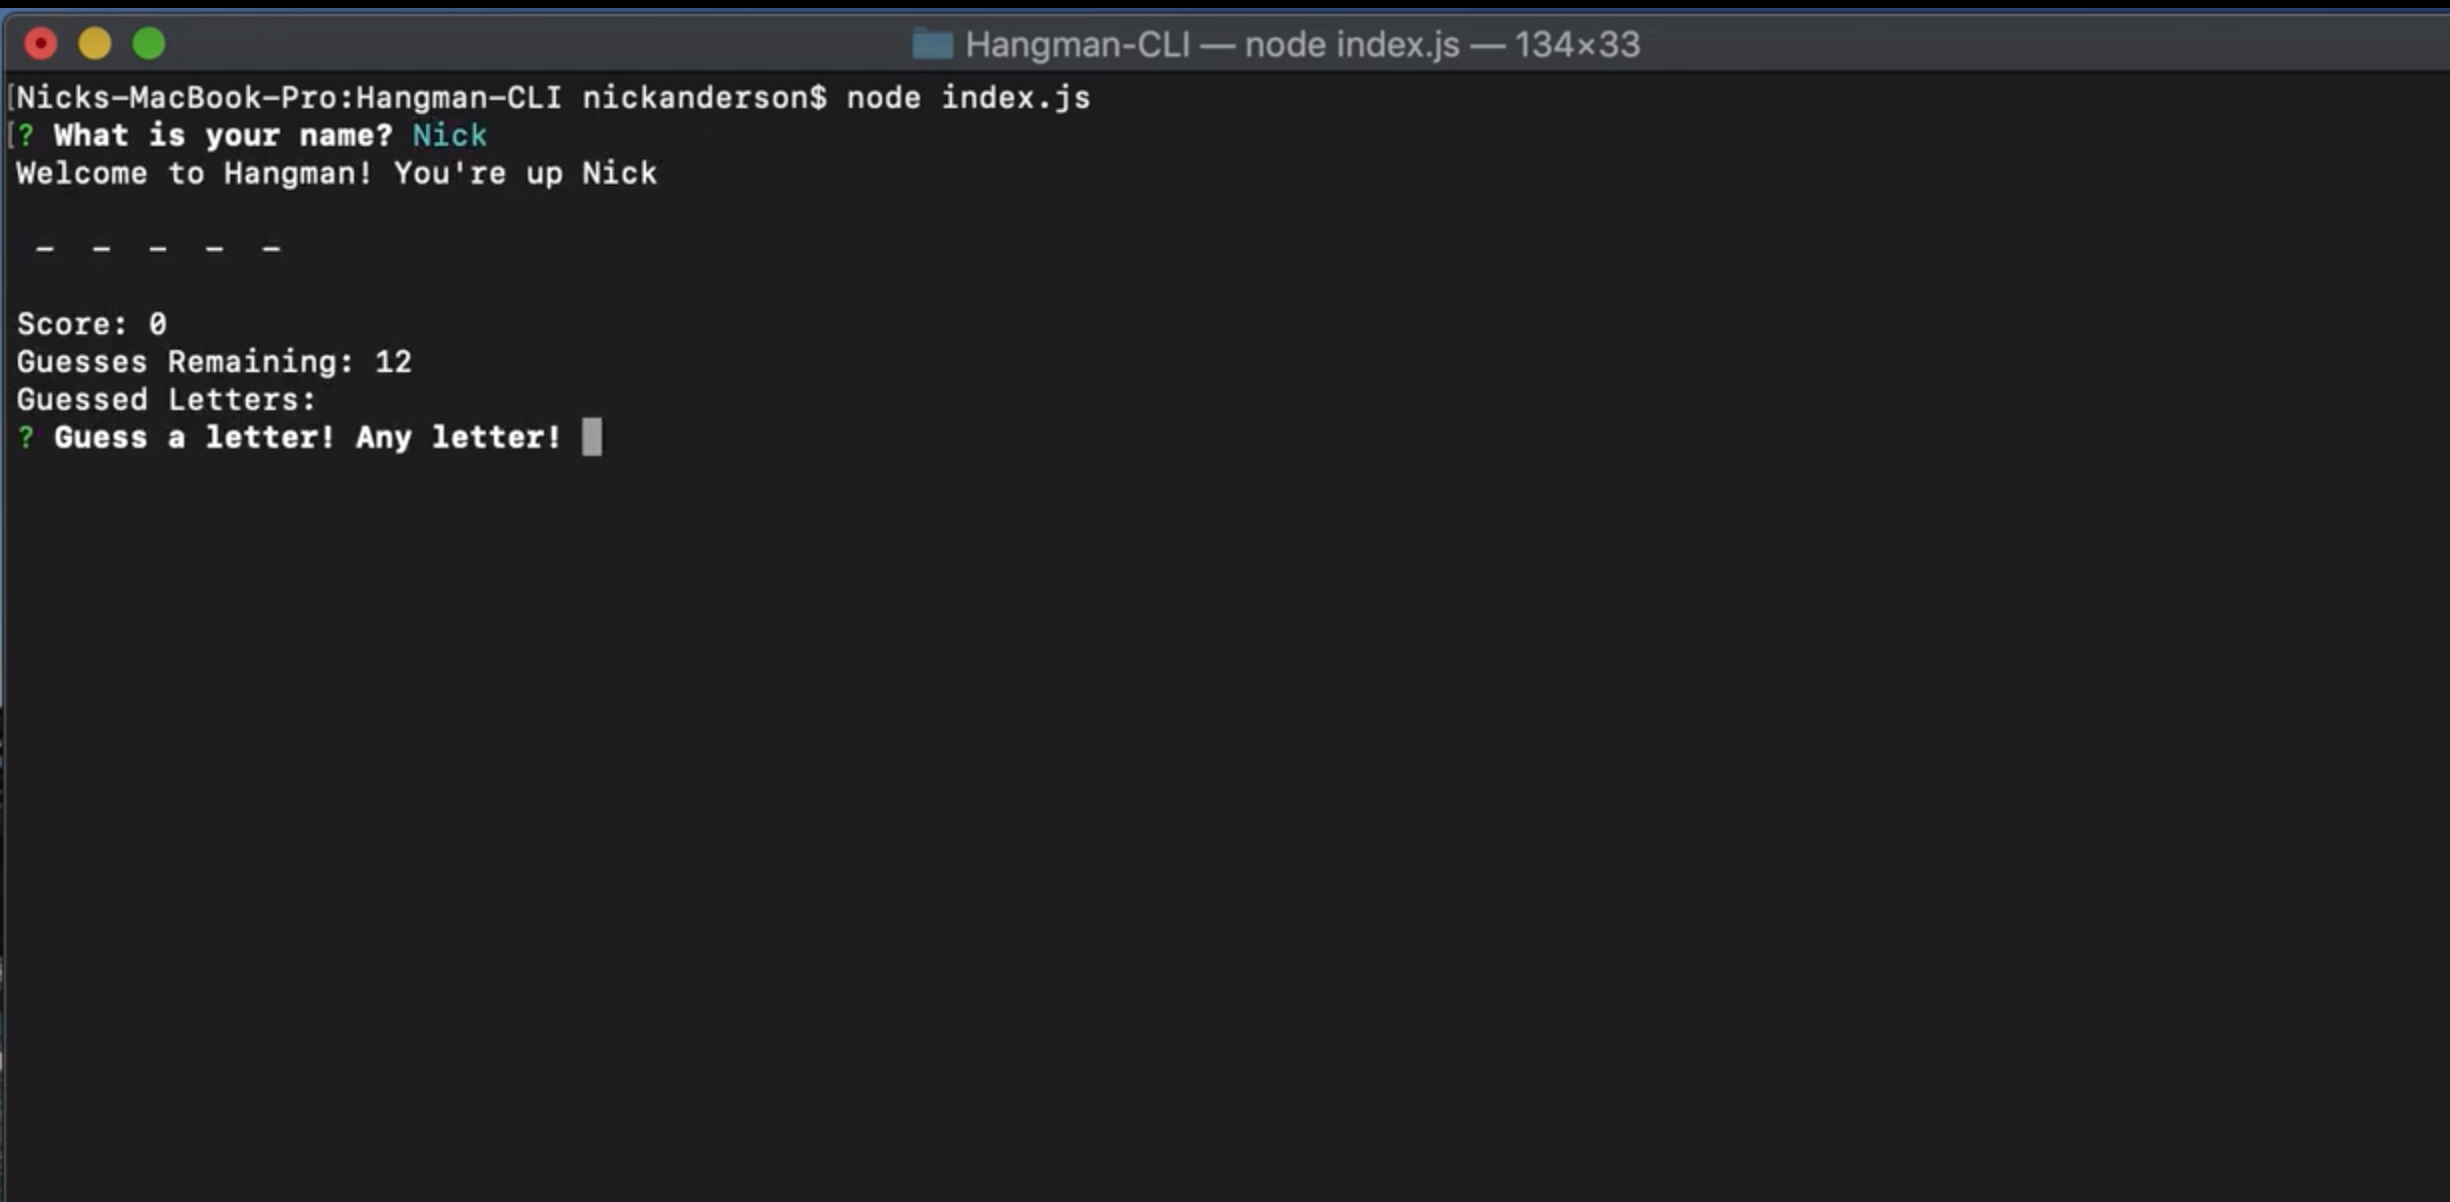 Hangman-CLI — node index.js — 134×33
[Nicks-MacBook-Pro:Hangman-CLI nickanderson$ node index.js
[? What is your name? Nick
Welcome to Hangman! You're up Nick
_ _ _ _ _
Score: 0
Guesses Remaining: 12
Guessed Letters:
? Guess a letter! Any letter!